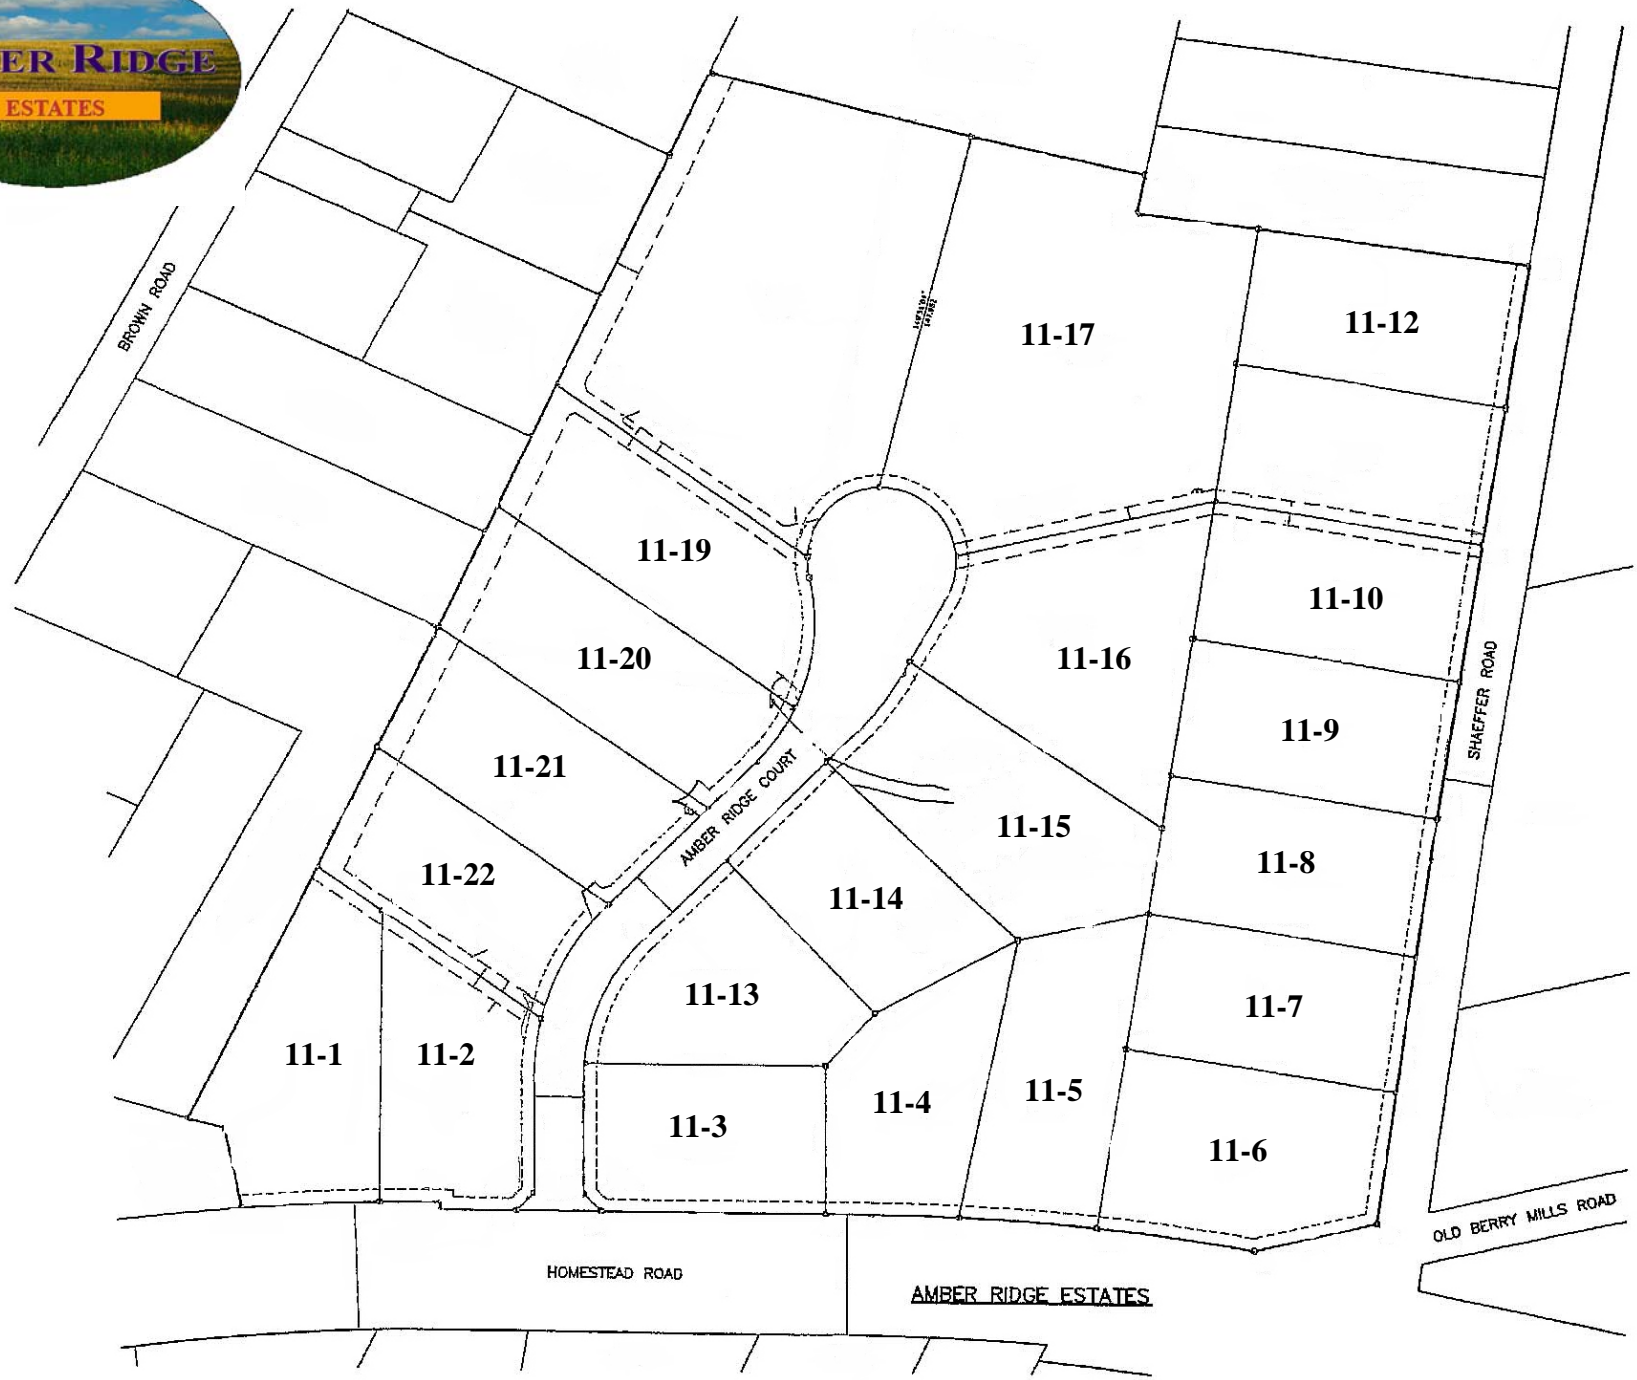 ER RIDGE
ESTATES
BROWN ROAD
11-17
11-12
11-19
11-10
11-20
11-16
SHAEFFER ROAD
11-9
11-21
AMBER RIDGE COURT
11-15
11-8
11-22
11-14
11-13
11-7
11-1
11-2
11-5
11-4
11-3
11-6
OLD BERRY MILLS ROAD
HOMESTEAD ROAD
AMBER RIDGE ESTATES